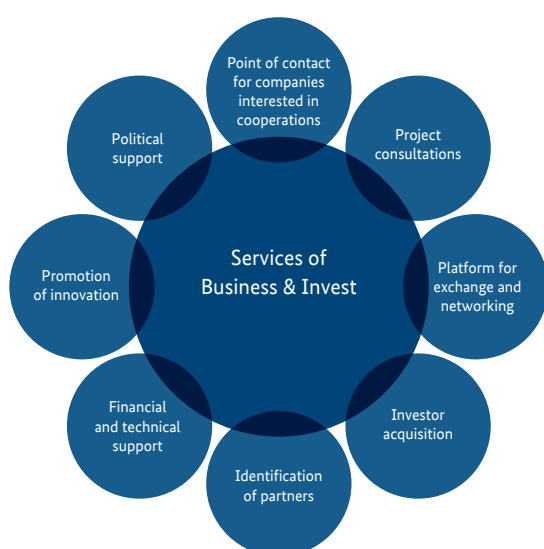 Point of contact
for companies
interested in
cooperations
Project
consultations
Platform for
exchange and
networking
Investor
acquisition
Identification
of partners
Financial
and technical
support
Promotion
of innovation
Political
support
Services of
Business & Invest